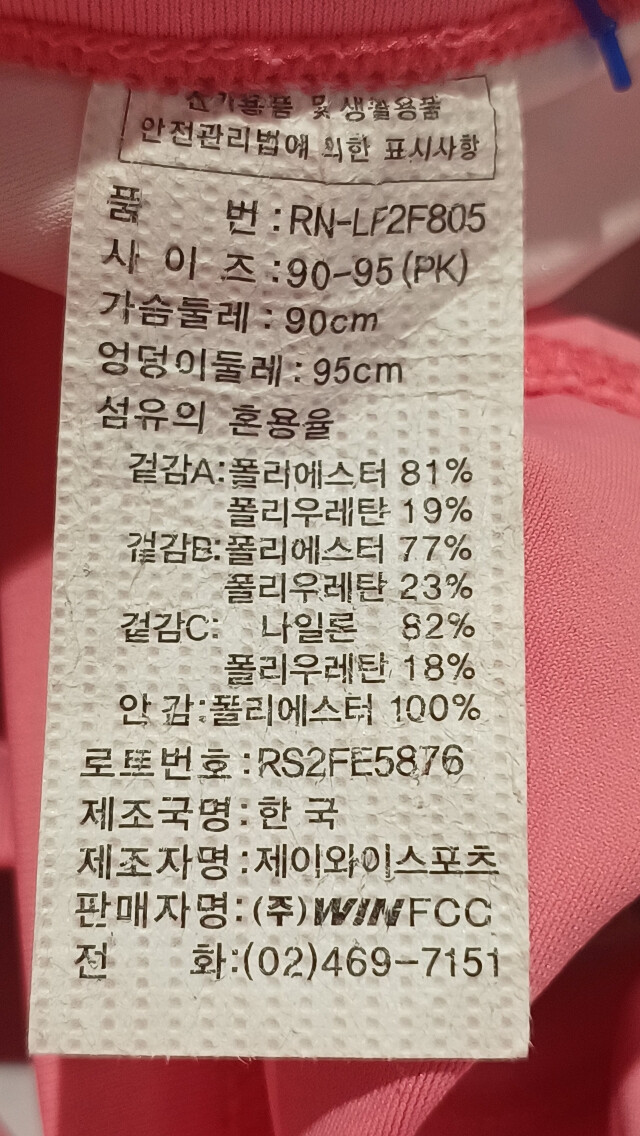 전기용품 및 생활용품
안전관리법에 의한 표시사항
품 번 : RN-LF2F805
사 이 즈 : 90-95 (PK)
가슴둘레 : 90cm
엉덩이둘레 : 95cm
섬유의 혼용율
겉감A:폴리에스터 81%
폴리우레탄 19%
겉감B:폴리에스터 77%
폴리우레탄 23%
겉감C: 나일론 82%
폴리우레탄 18%
안 감:폴리에스터 100%
로트번호 : RS2FE5876
제조국명: 한 국
제조자명 : 제이와이스포츠
판매자명: (주) WINFCC
전 화:(02)469-7151